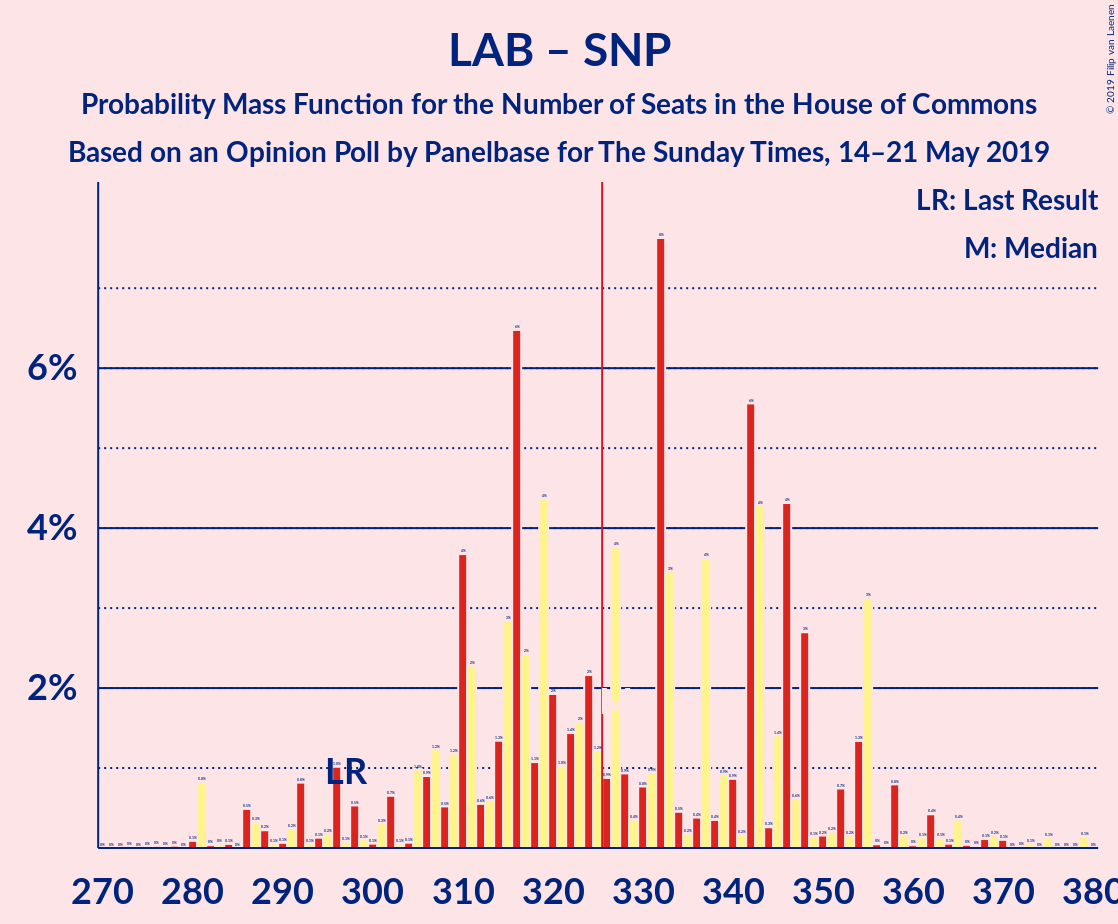 LAB – SNP
Probability Mass Function for the Number of Seats in the House of Commons
Based on an Opinion Poll by Panelbase for The Sunday Times, 14–21 May 2019
© 2019 Filip van Laenen
LR: Last Result
M: Median
6%
4%
2%
LR
270 280 290 300 310 320 330 340 350 360 370 380